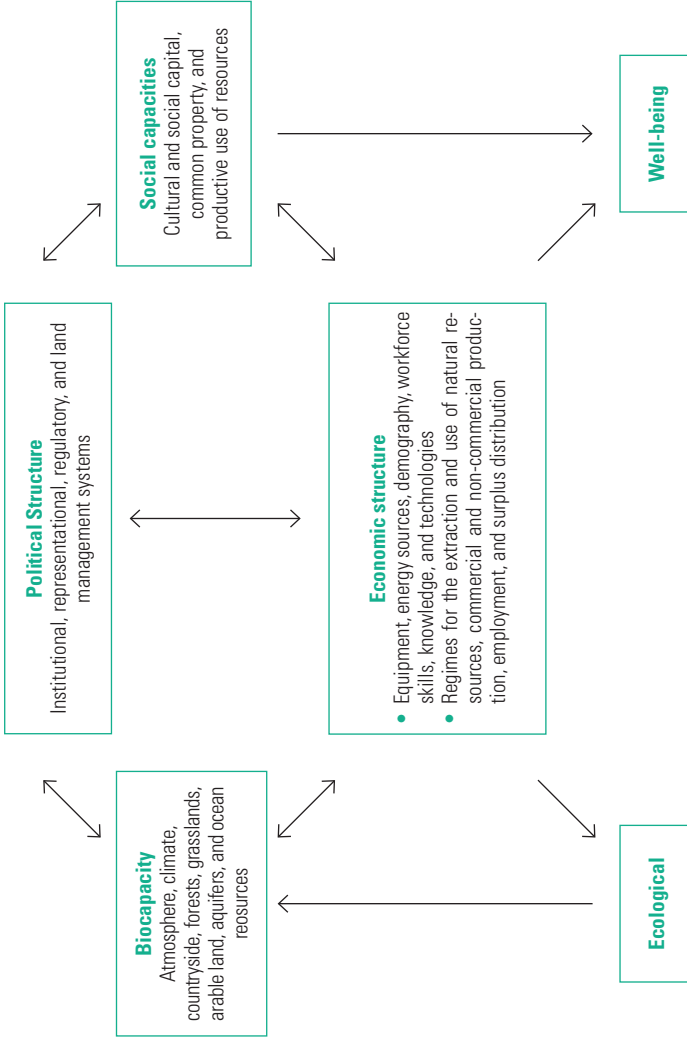 Political Structure
Institutional, representational, regulatory, and land
management systems
Biocapacity
Atmosphere, climate,
countryside, forests, grasslands,
arable land, aquifers, and ocean
reosurces
Social capacities
Cultural and social capital,
common property, and
productive use of resources
Economic structure
• Equipment, energy sources, demography, workforce
skills, knowledge, and technologies
• Regimes for the extraction and use of natural re-
sources, commercial and non-commercial produc-
tion, employment, and surplus distribution
Ecological
Well-being